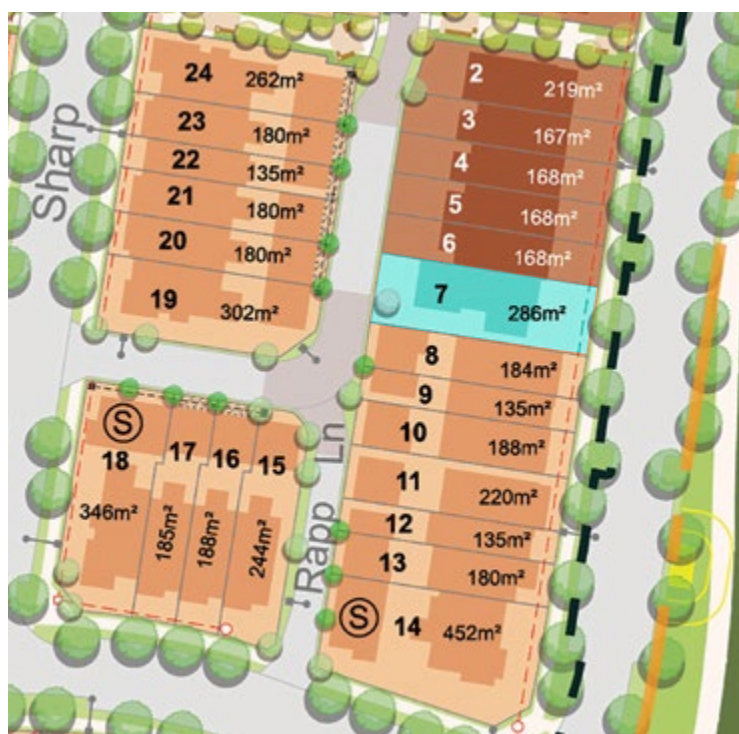 Sharp
24 262m²
23 180m²
22 135m²
21 180m²
20 180m²
19 302m²
2 219m²
3 167m²
4 168m²
5 168m²
6 168m²
7 286m²
8 184m²
9 135m²
10 188m²
11 220m²
12 135m²
13 180m²
14 452m²
S
Rapp Ln
S
18 346m²
17 185m²
16 188m²
15 244m²